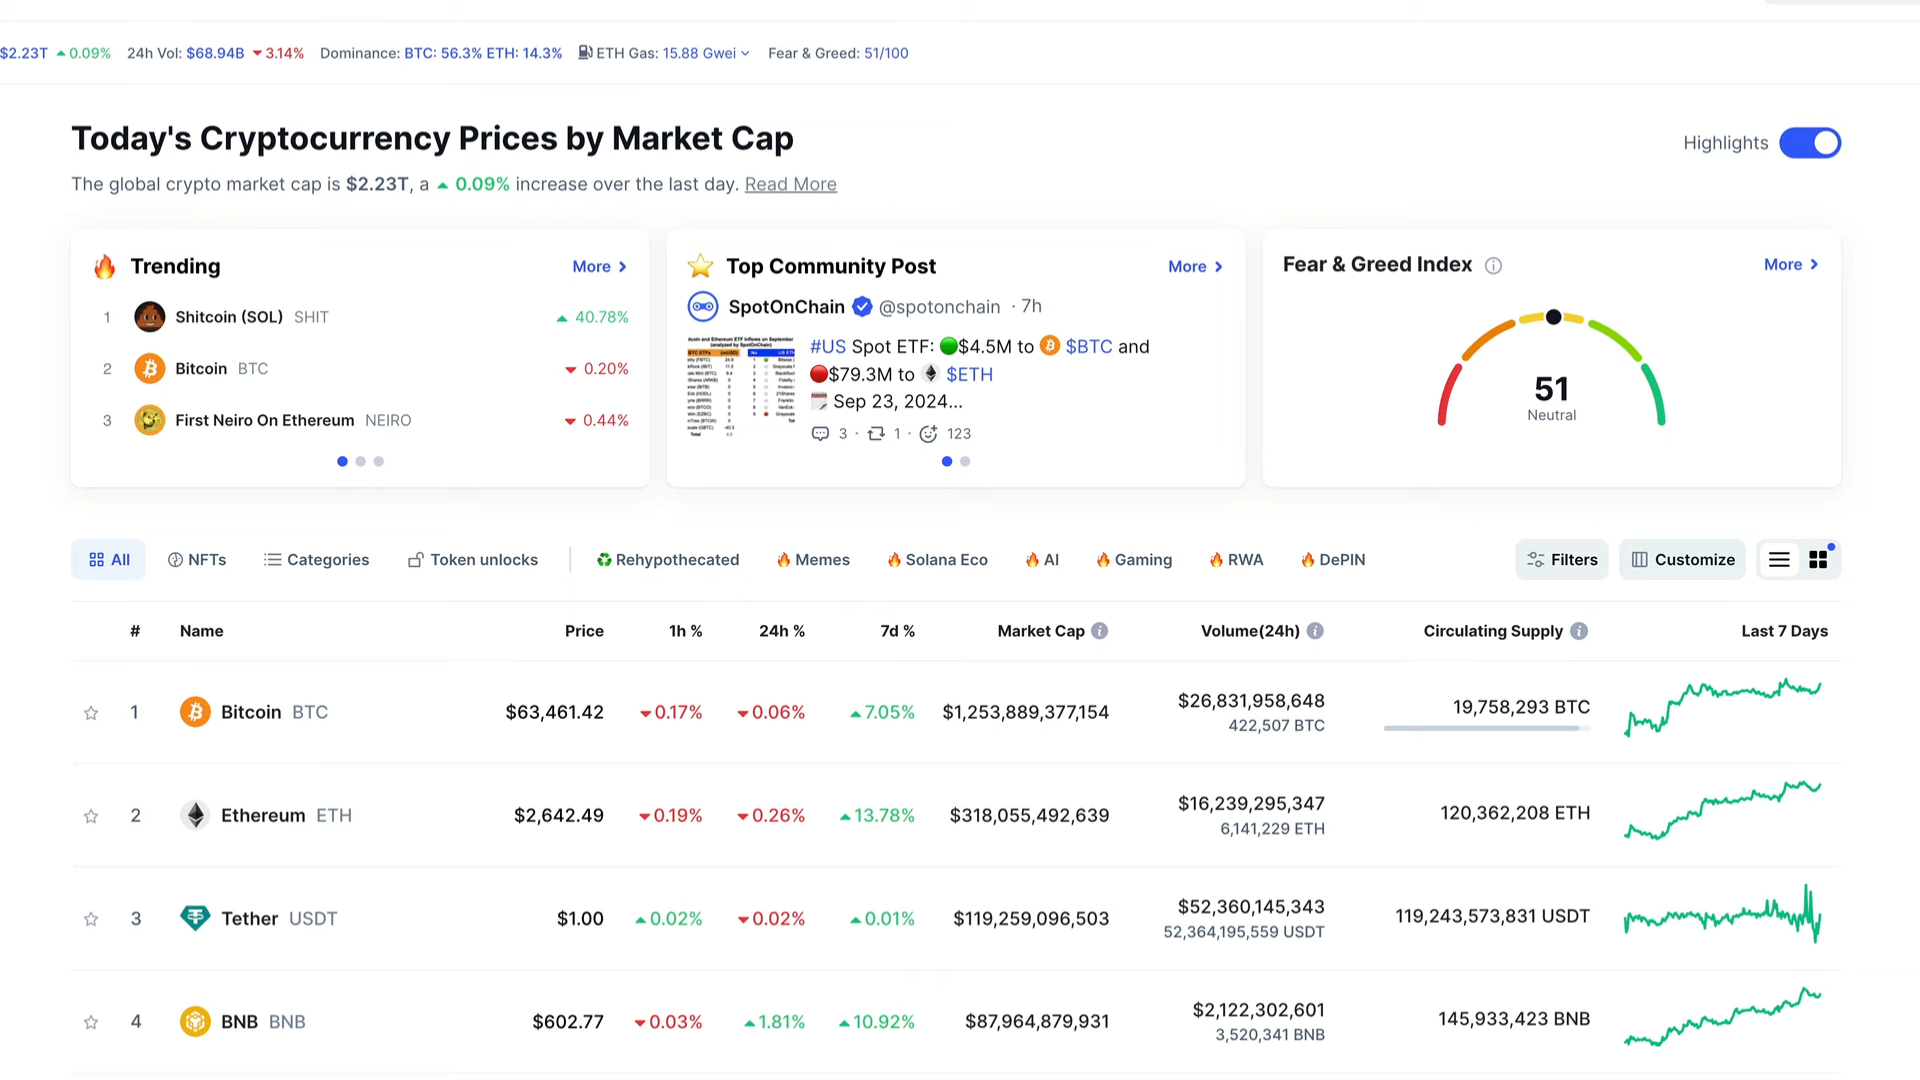 $2.23T 0.09% 24h Vol: $68.94B 3.14% Dominance: BTC: 56.3% ETH: 14.3% ETH Gas: 15.88 Gwei Fear & Greed: 51/100
Today's Cryptocurrency Prices by Market Cap
Highlights
The global crypto market cap is $2.23T, a 0.09% increase over the last day. Read More
Trending More
1 Shitcoin (SOL) SHIT 40.78%
2 Bitcoin BTC 0.20%
3 First Neiro On Ethereum NEIRO 0.44%
Top Community Post More
SpotOnChain @spotonchain · 7h
#US Spot ETF: $4.5M to $BTC and
$79.3M to $ETH
Sep 23, 2024...
3 · 1 · 123
Fear & Greed Index More
51
Neutral
All NFTs Categories Token unlocks Rehypothecated Memes Solana Eco AI Gaming RWA DePIN Filters Customize
# Name Price 1h % 24h % 7d % Market Cap Volume(24h) Circulating Supply Last 7 Days
1 Bitcoin BTC $63,461.42 0.17% 0.06% 7.05% $1,253,889,377,154 $26,831,958,648 19,758,293 BTC
422,507 BTC
2 Ethereum ETH $2,642.49 0.19% 0.26% 13.78% $318,055,492,639 $16,239,295,347 120,362,208 ETH
6,141,229 ETH
3 Tether USDT $1.00 0.02% 0.02% 0.01% $119,259,096,503 $52,360,145,343 119,243,573,831 USDT
52,364,195,559 USDT
4 BNB BNB $602.77 0.03% 1.81% 10.92% $87,964,879,931 $2,122,302,601 145,933,423 BNB
3,520,341 BNB